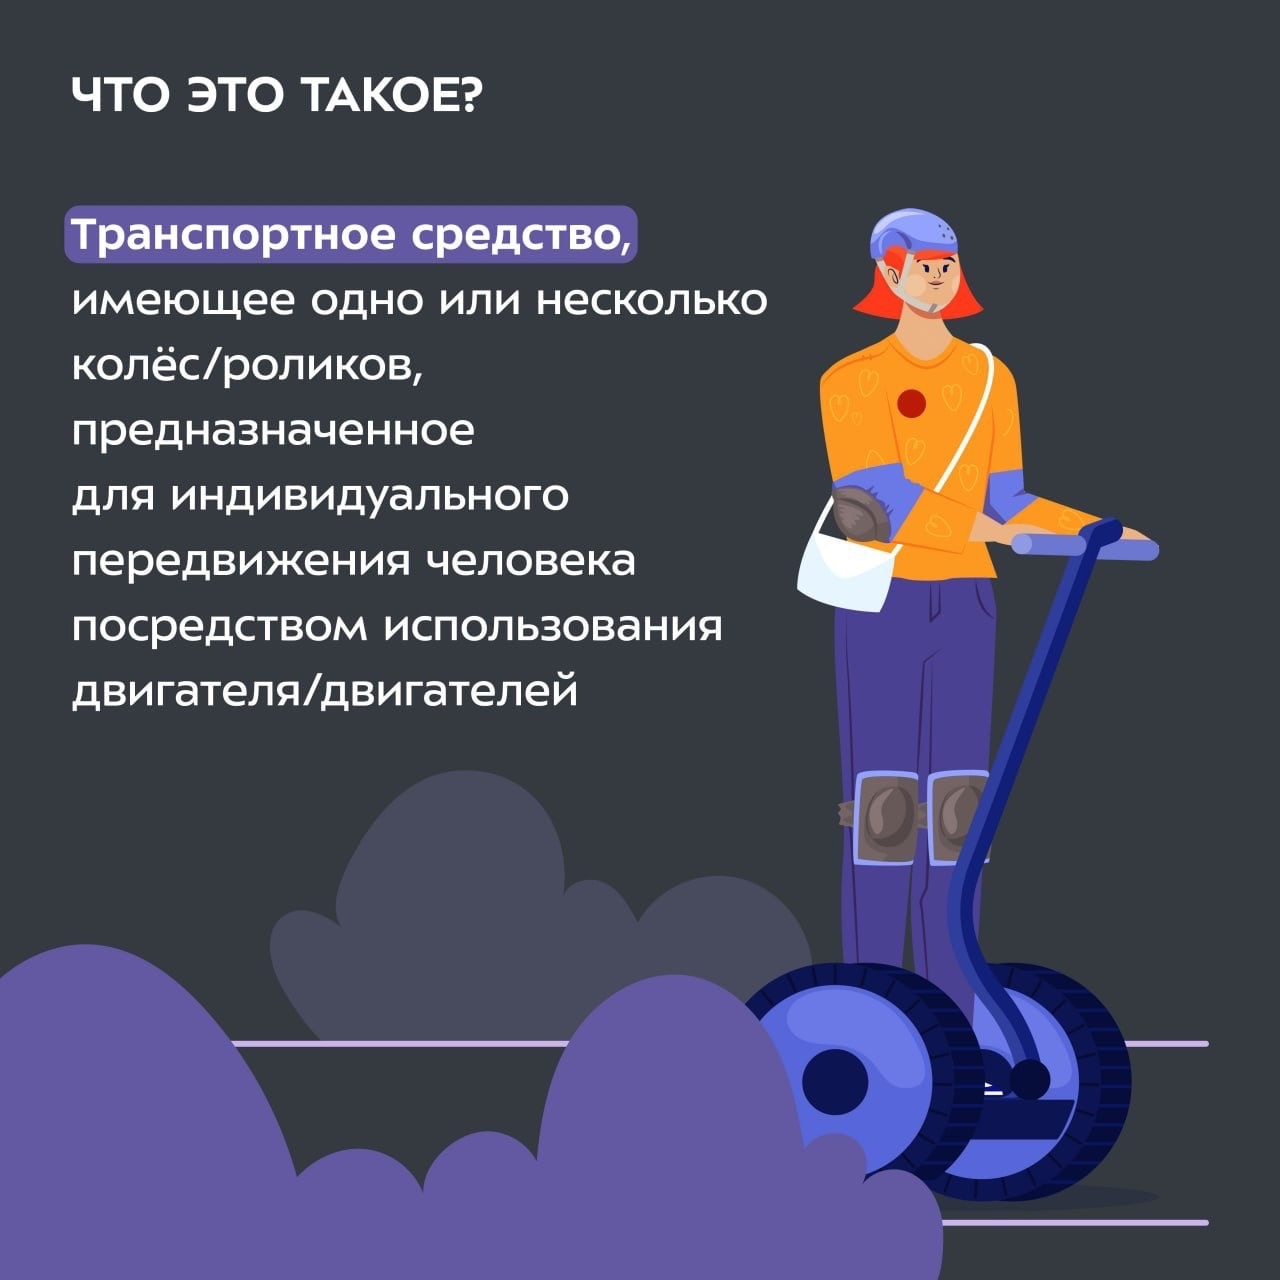 ЧТО ЭТО ТАКОЕ?
Транспортное средство,
имеющее одно или несколько
колёс/роликов,
предназначенное
для индивидуального
передвижения человека
посредством использования
двигателя/двигателей